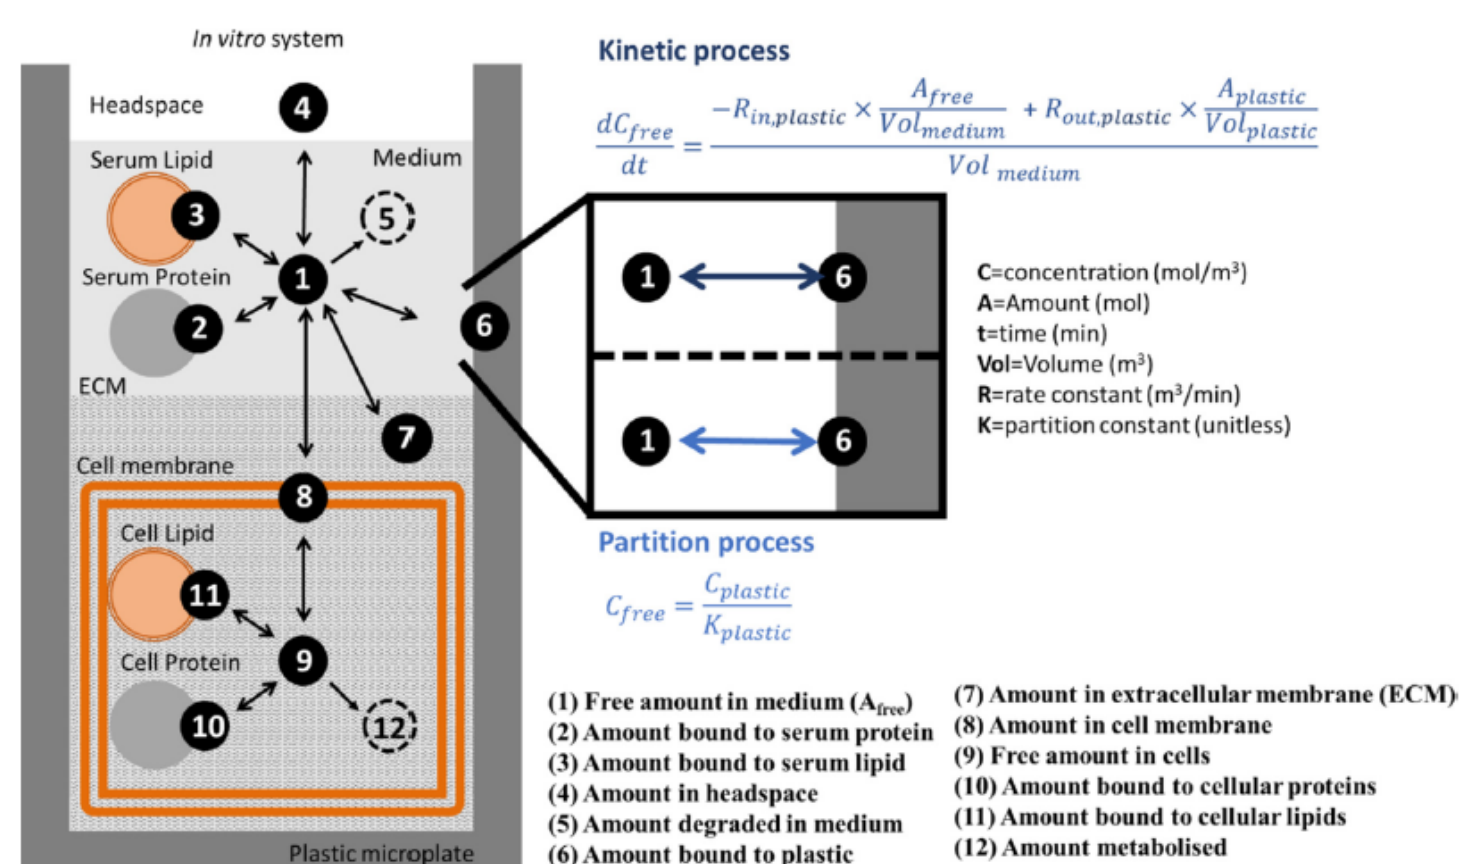 In vitro system
Headspace
4
Serum Lipid
Medium
3
5
Serum Protein
1
2
6
ECM
7
Cell membrane
8
Cell Lipid
11
Cell Protein
9
10
12
Plastic microplate
Kinetic process
dC_free/dt = (−R_in,plastic × A_free/Vol_medium + R_out,plastic × A_plastic/Vol_plastic) / Vol_medium
1 6
1 6
C=concentration (mol/m³)
A=Amount (mol)
t=time (min)
Vol=Volume (m³)
R=rate constant (m³/min)
K=partition constant (unitless)
Partition process
C_free = C_plastic/K_plastic
(1) Free amount in medium (A_free)
(2) Amount bound to serum protein
(3) Amount bound to serum lipid
(4) Amount in headspace
(5) Amount degraded in medium
(6) Amount bound to plastic
(7) Amount in extracellular membrane (ECM)
(8) Amount in cell membrane
(9) Free amount in cells
(10) Amount bound to cellular proteins
(11) Amount bound to cellular lipids
(12) Amount metabolised